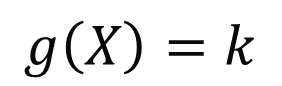 g(X) = k